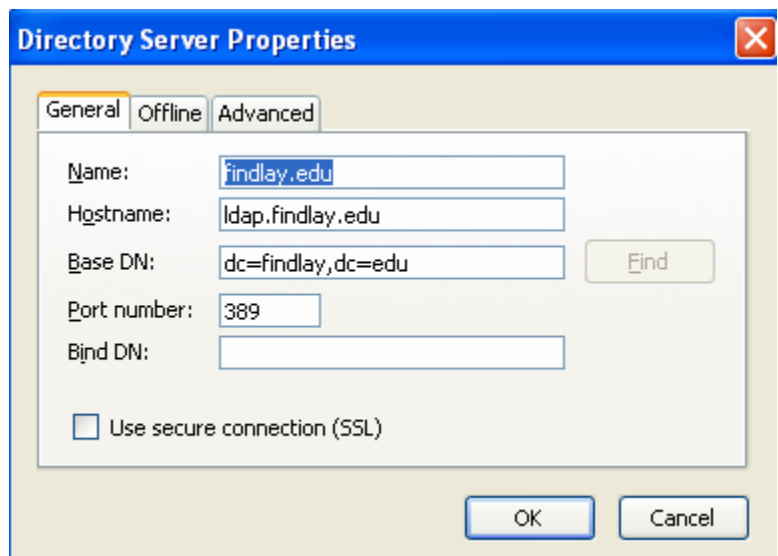 Directory Server Properties
General Offline Advanced
Name: findlay.edu
Hostname: ldap.findlay.edu
Base DN: dc=findlay,dc=edu Find
Port number: 389
Bind DN:
Use secure connection (SSL)
OK Cancel